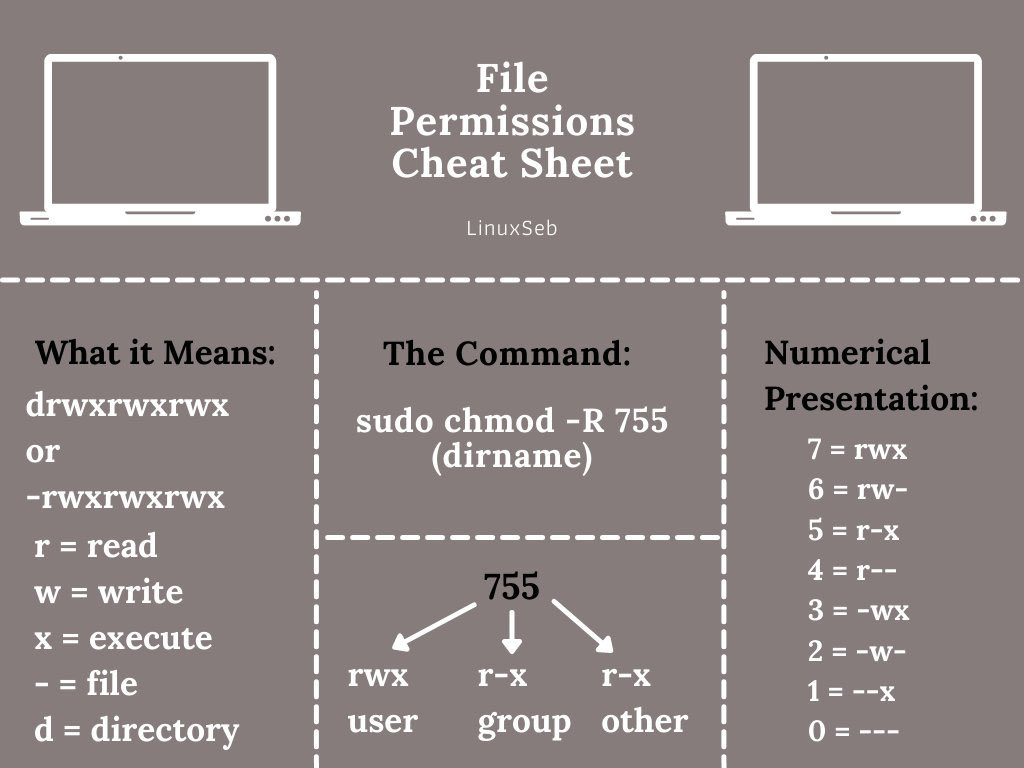 File
Permissions
Cheat Sheet
LinuxSeb
What it Means:
drwxrwxrwx
or
-rwxrwxrwx
r = read
w = write
x = execute
- = file
d = directory
The Command:
sudo chmod -R 755
(dirname)
755
rwx r-x r-x
user group other
Numerical
Presentation:
7 = rwx
6 = rw-
5 = r-x
4 = r--
3 = -wx
2 = -w-
1 = --x
0 = ---